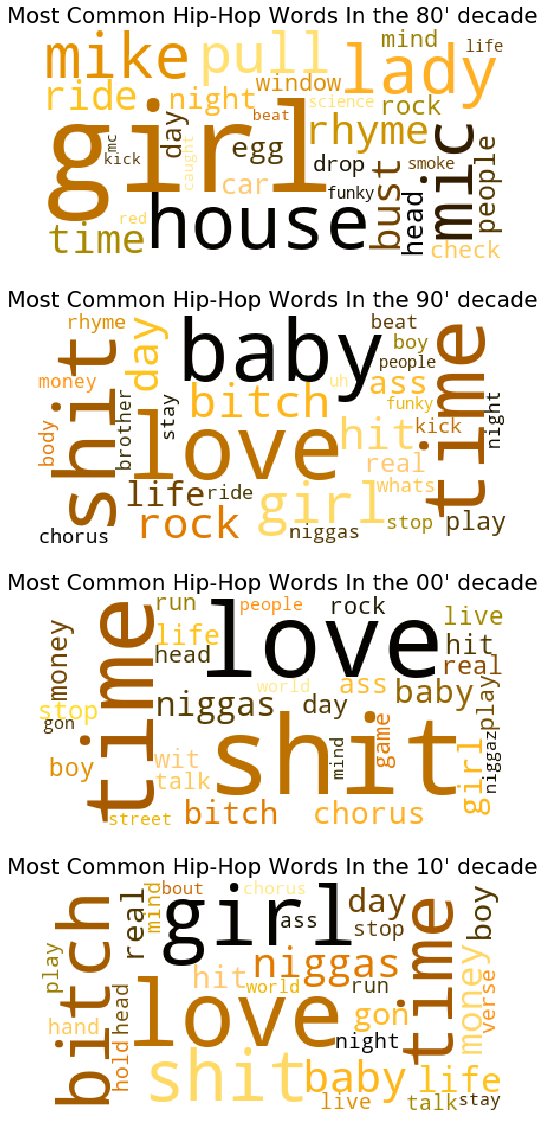 Most Common Hip-Hop Words In the 80' decade
mike pull lady mind life
ride night window science rock
girl beat rhyme
mc kick day caught egg drop smoke
car funky bust head mic people
time red house check
Most Common Hip-Hop Words In the 90' decade
rhyme day baby beat boy
money shit people
bitch uh ass funky
body brother stay love hit kick time night
real whats
life ride girl
chorus rock niggas stop play
Most Common Hip-Hop Words In the 00' decade
run people rock live
money time life love hit
head real
stop niggas world ass baby play
gon day
boy wit shit mind game girl niggaz
talk
street bitch chorus
Most Common Hip-Hop Words In the 10' decade
bout chorus
real mind girl ass day boy
bitch stop
play hit niggas time
world run money verse
hand head love gon
hold night
shit baby life
live talk stay